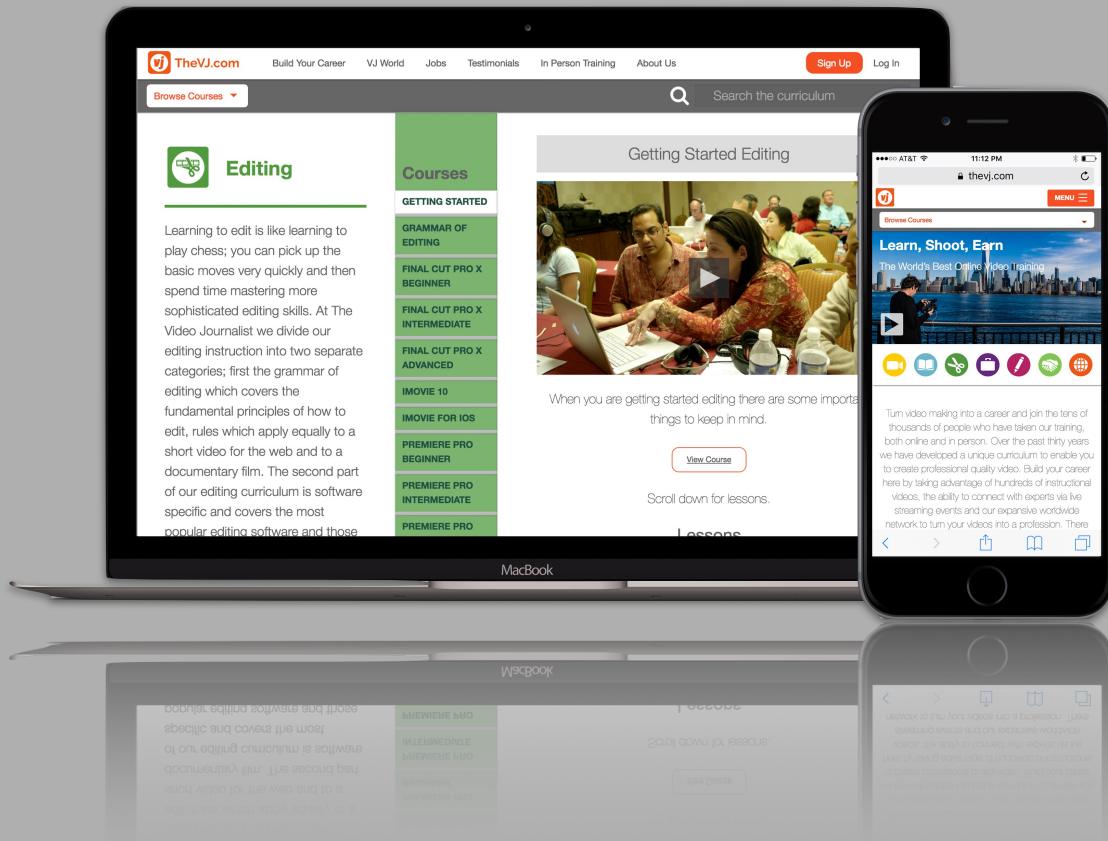 TheVJ.com
Build Your Career
VJ World
Jobs
Testimonials
In Person Training
About Us
Sign Up
Log In
Browse Courses
Search the curriculum
Editing
Learning to edit is like learning to
play chess; you can pick up the
basic moves very quickly and then
spend time mastering more
sophisticated editing skills. At The
Video Journalist we divide our
editing instruction into two separate
categories; first the grammar of
editing which covers the
fundamental principles of how to
edit, rules which apply equally to a
short video for the web and to a
documentary film. The second part
of our editing curriculum is software
specific and covers the most
popular editing software and those
Courses
GETTING STARTED
GRAMMAR OF
EDITING
FINAL CUT PRO X
BEGINNER
FINAL CUT PRO X
INTERMEDIATE
FINAL CUT PRO X
ADVANCED
IMOVIE 10
IMOVIE FOR IOS
PREMIERE PRO
BEGINNER
PREMIERE PRO
INTERMEDIATE
PREMIERE PRO
Getting Started Editing
When you are getting started editing there are some importa
things to keep in mind.
View Course
Scroll down for lessons.
Lessons
MacBook
AT&T
11:12 PM
thevj.com
vj
MENU
Browse Courses
Learn, Shoot, Earn
The World's Best Online Video Training
Turn video making into a career and join the tens of
thousands of people who have taken our training,
both online and in person. Over the past thirty years
we have developed a unique curriculum to enable you
to create professional quality video. Build your career
here by taking advantage of hundreds of instructional
videos, the ability to connect with experts via live
streaming events and our expansive worldwide
network to turn your videos into a profession. There